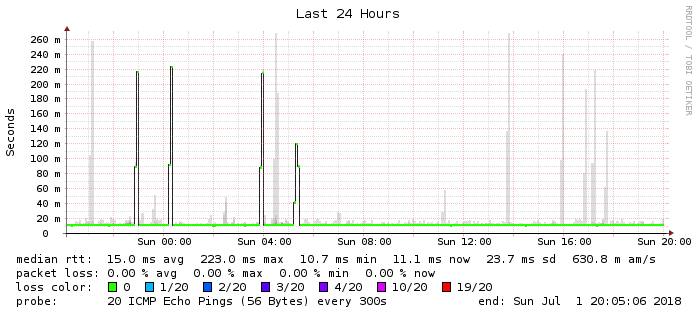 Last 24 Hours
RRDTOOL / TOBI OETIKER
Seconds
260 m
240 m
220 m
200 m
180 m
160 m
140 m
120 m
100 m
80 m
60 m
40 m
20 m
0
Sun 00:00 Sun 04:00 Sun 08:00 Sun 12:00 Sun 16:00 Sun 20:00
median rtt: 15.0 ms avg 223.0 ms max 10.7 ms min 11.1 ms now 23.7 ms sd 630.8 m am/s
packet loss: 0.00 % avg 0.00 % max 0.00 % min 0.00 % now
loss color: 0 1/20 2/20 3/20 4/20 10/20 19/20
probe: 20 ICMP Echo Pings (56 Bytes) every 300s end: Sun Jul 1 20:05:06 2018